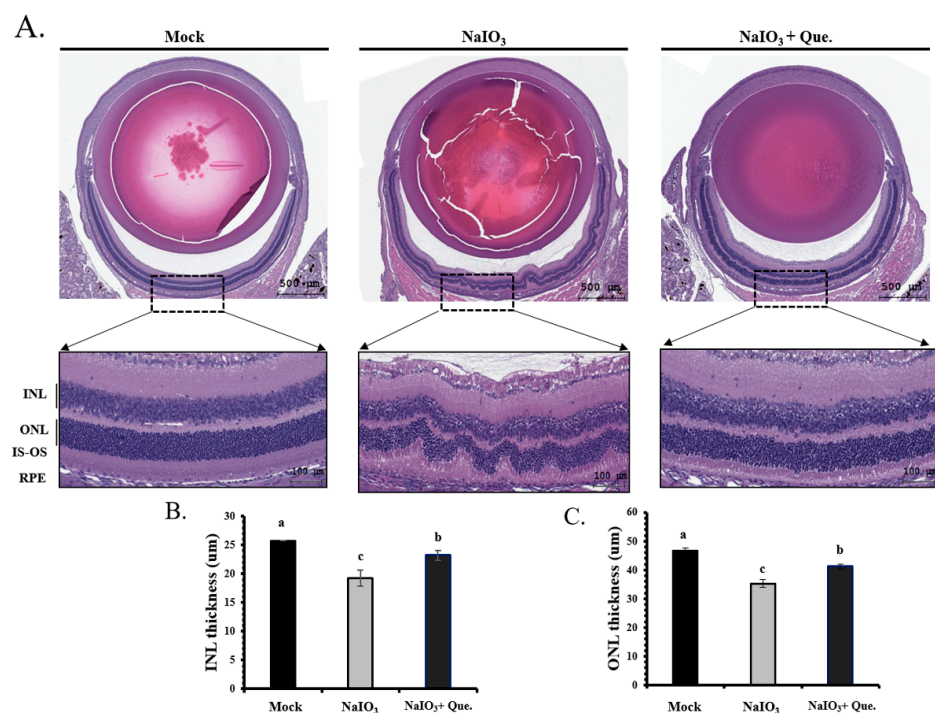 A.
Mock
NaIO₃
NaIO₃ + Que.
500 μm
500 μm
500 μm
INL
ONL
IS-OS
RPE
100 μm
100 μm
100 μm
B.
INL thickness (um)
30
25
20
15
10
5
0
a
c
b
Mock
NaIO₃
NaIO₃+ Que.
C.
ONL thickness (um)
60
50
40
30
20
10
0
a
c
b
Mock
NaIO₃
NaIO₃+ Que.